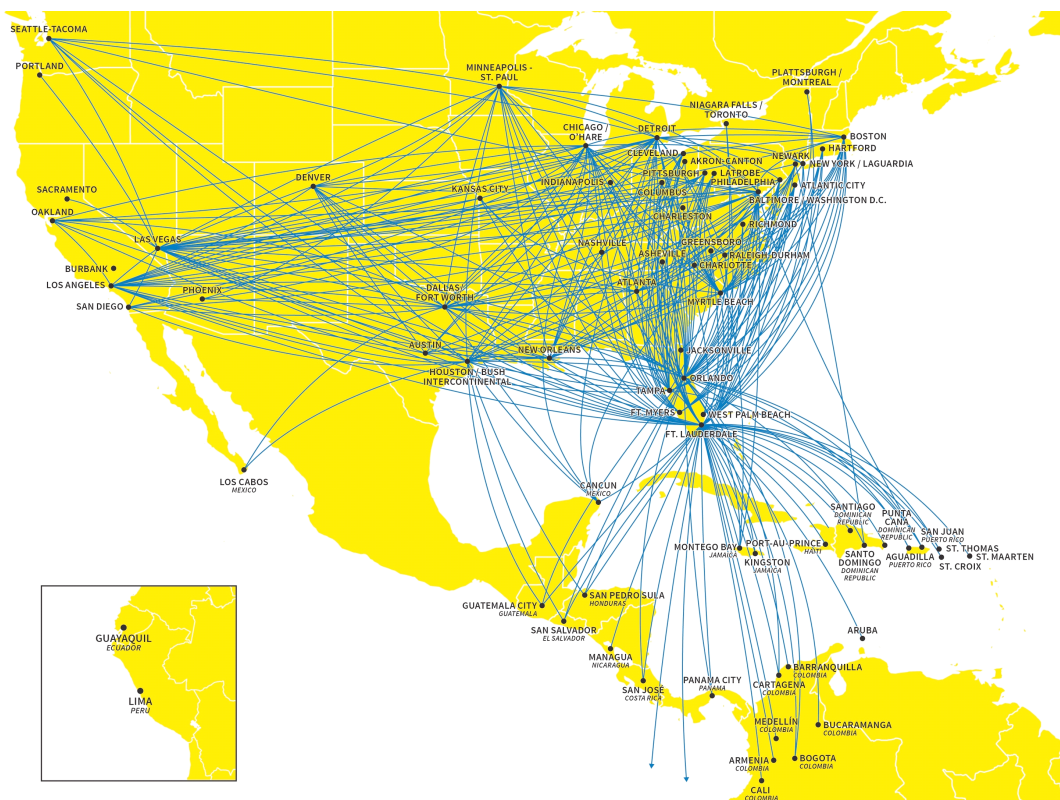 SEATTLE-TACOMA
PORTLAND
MINNEAPOLIS -
ST. PAUL
PLATTSBURGH /
MONTREAL
NIAGARA FALLS /
TORONTO
CHICAGO /
O'HARE
DETROIT
BOSTON
HARTFORD
CLEVELAND
AKRON-CANTON
NEWARK
NEW YORK / LAGUARDIA
PITTSBURGH
LATROBE
PHILADELPHIA
ATLANTIC CITY
DENVER
SACRAMENTO
OAKLAND
KANSAS CITY
INDIANAPOLIS
COLUMBUS
BALTIMORE / WASHINGTON D.C.
CHARLESTON
RICHMOND
LAS VEGAS
NASHVILLE
GREENSBORO
ASHEVILLE
RALEIGH/DURHAM
CHARLOTTE
BURBANK
LOS ANGELES
PHOENIX
SAN DIEGO
DALLAS/
FORT WORTH
ATLANTA
MYRTLE BEACH
AUSTIN
NEW ORLEANS
JACKSONVILLE
HOUSTON / BUSH
INTERCONTINENTAL
ORLANDO
TAMPA
FT. MYERS
WEST PALM BEACH
FT. LAUDERDALE
LOS CABOS
MEXICO
CANCUN
MEXICO
SANTIAGO
DOMINICAN
REPUBLIC
PUNTA
CANA
DOMINICAN
REPUBLIC
SAN JUAN
PUERTO RICO
MONTEGO BAY
JAMAICA
PORT-AU-PRINCE
HAITI
KINGSTON
JAMAICA
SANTO
DOMINGO
DOMINICAN
REPUBLIC
AGUADILLA
PUERTO RICO
ST. THOMAS
ST. MAARTEN
ST. CROIX
GUATEMALA CITY
GUATEMALA
SAN PEDRO SULA
HONDURAS
SAN SALVADOR
EL SALVADOR
MANAGUA
NICARAGUA
SAN JOSÉ
COSTA RICA
PANAMA CITY
PANAMA
ARUBA
BARRANQUILLA
COLOMBIA
CARTAGENA
COLOMBIA
MEDELLÍN
COLOMBIA
BUCARAMANGA
COLOMBIA
ARMENIA
COLOMBIA
BOGOTA
COLOMBIA
CALI
COLOMBIA
GUAYAQUIL
ECUADOR
LIMA
PERU